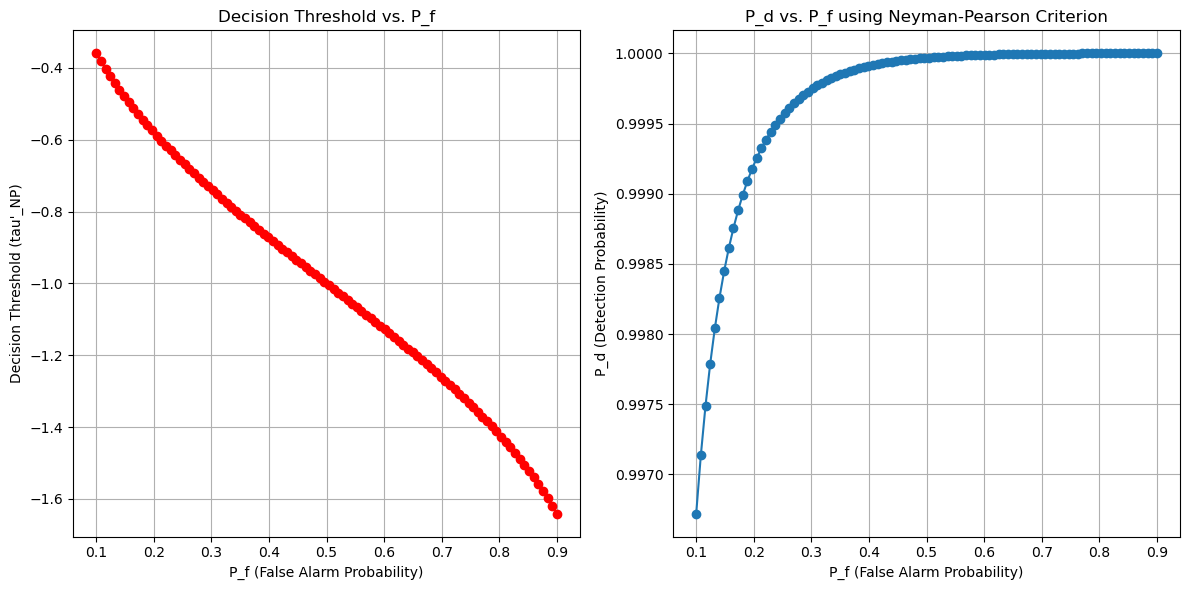 Decision Threshold vs. P_f
Decision Threshold (tau'_NP)
−0.4
−0.6
−0.8
−1.0
−1.2
−1.4
−1.6
0.1 0.2 0.3 0.4 0.5 0.6 0.7 0.8 0.9
P_f (False Alarm Probability)
P_d vs. P_f using Neyman-Pearson Criterion
P_d (Detection Probability)
1.0000
0.9995
0.9990
0.9985
0.9980
0.9975
0.9970
0.1 0.2 0.3 0.4 0.5 0.6 0.7 0.8 0.9
P_f (False Alarm Probability)